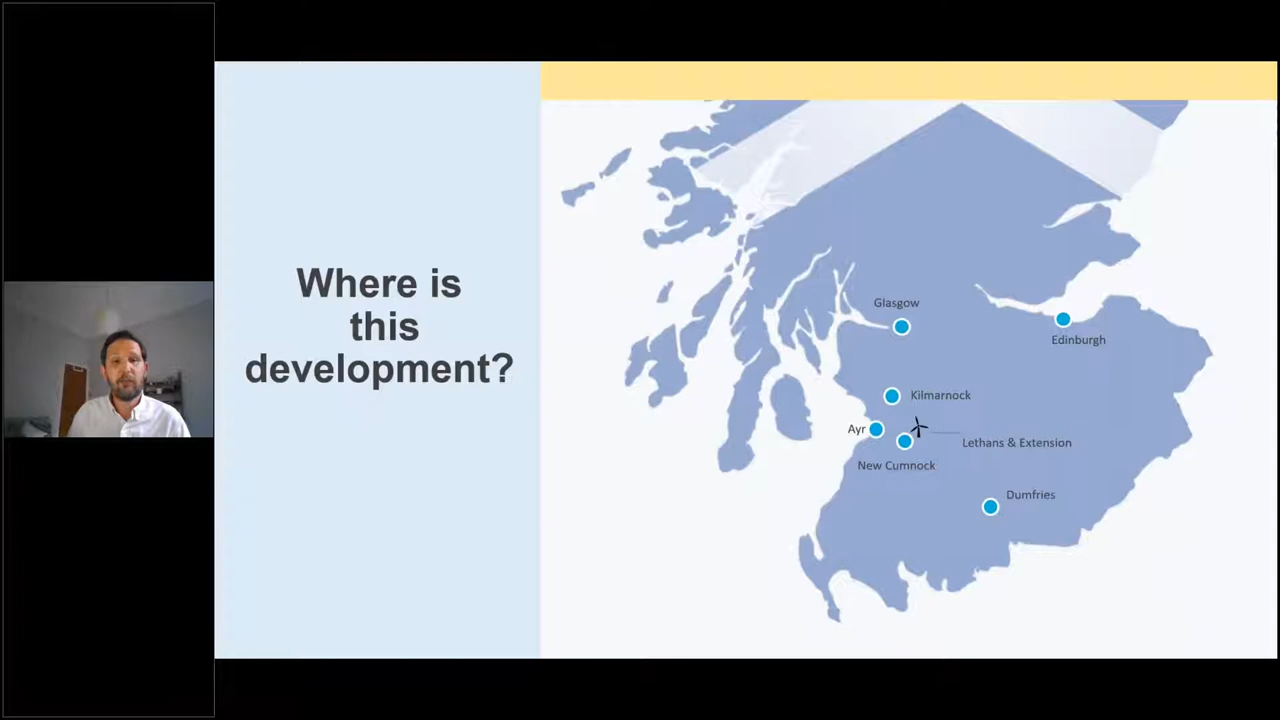 Where is
this
development?
Glasgow
Edinburgh
Kilmarnock
Ayr
Lethans & Extension
New Cumnock
Dumfries